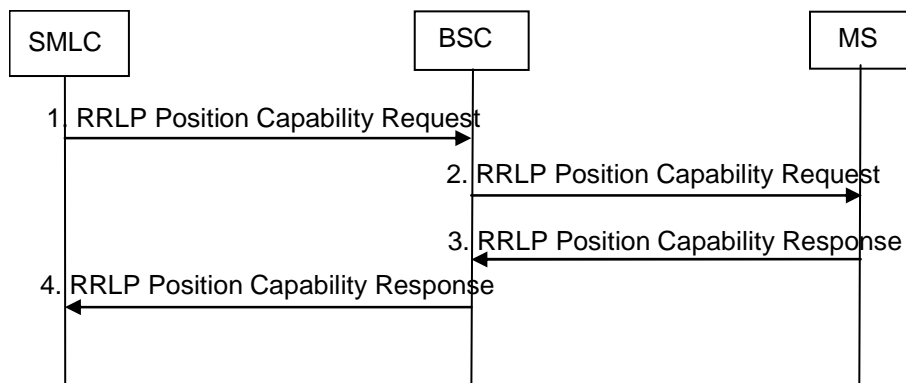 SMLC
BSC
MS
1. RRLP Position Capability Request
2. RRLP Position Capability Request
3. RRLP Position Capability Response
4. RRLP Position Capability Response